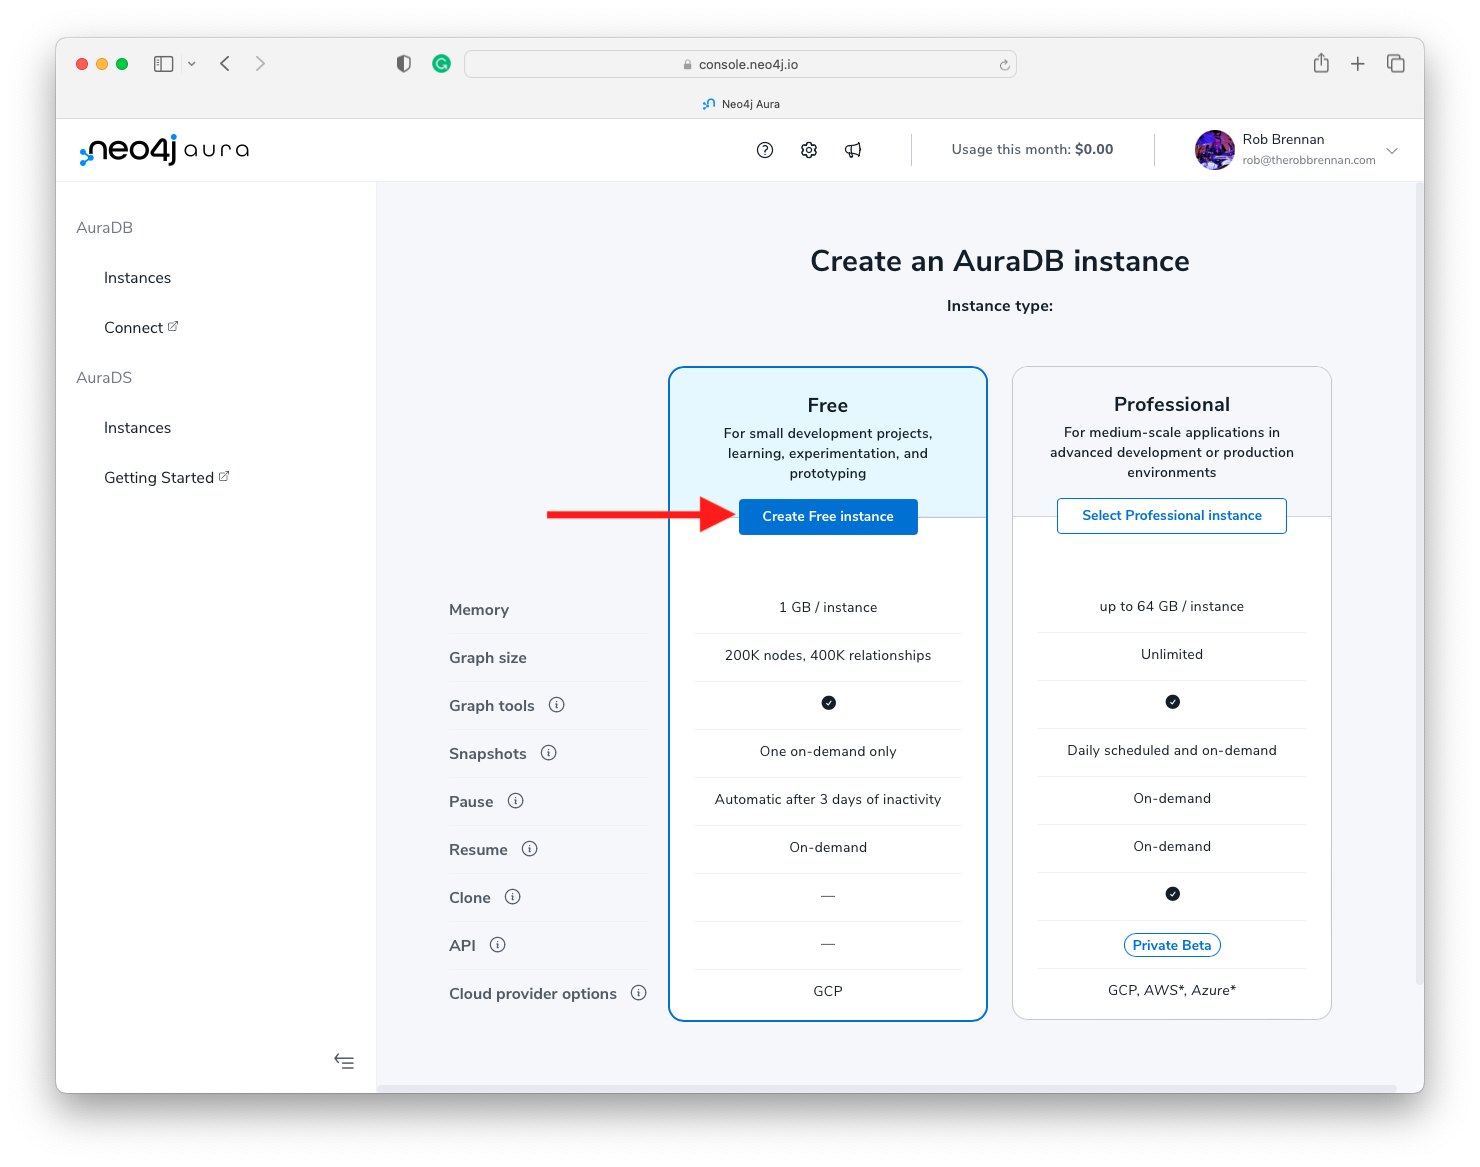 console.neo4j.io
Neo4j Aura
neo4j aura
Usage this month: $0.00
Rob Brennan
rob@therobbrennan.com
AuraDB
Instances
Connect
AuraDS
Instances
Getting Started
Create an AuraDB instance
Instance type:
Free
For small development projects,
learning, experimentation, and
prototyping
Create Free instance
Professional
For medium-scale applications in
advanced development or production
environments
Select Professional instance
Memory 1 GB / instance up to 64 GB / instance
Graph size 200K nodes, 400K relationships Unlimited
Graph tools
Snapshots One on-demand only Daily scheduled and on-demand
Pause Automatic after 3 days of inactivity On-demand
Resume On-demand On-demand
Clone —
API — Private Beta
Cloud provider options GCP GCP, AWS*, Azure*